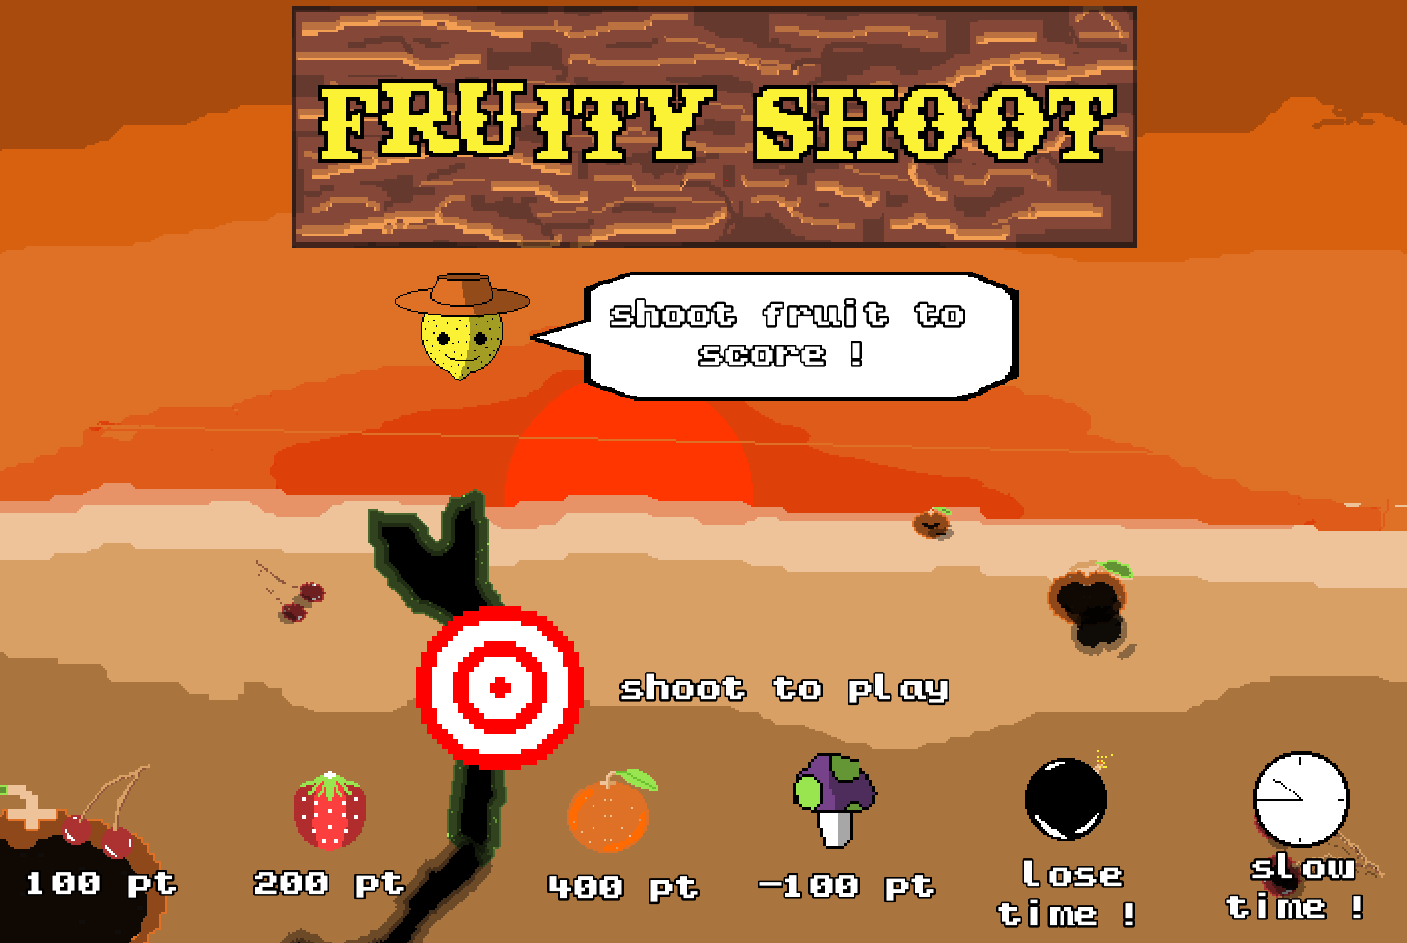 FRUITY SHOOT
shoot fruit to
score !
shoot to play
100 pt
200 pt
400 pt
-100 pt
lose
time !
slow
time !